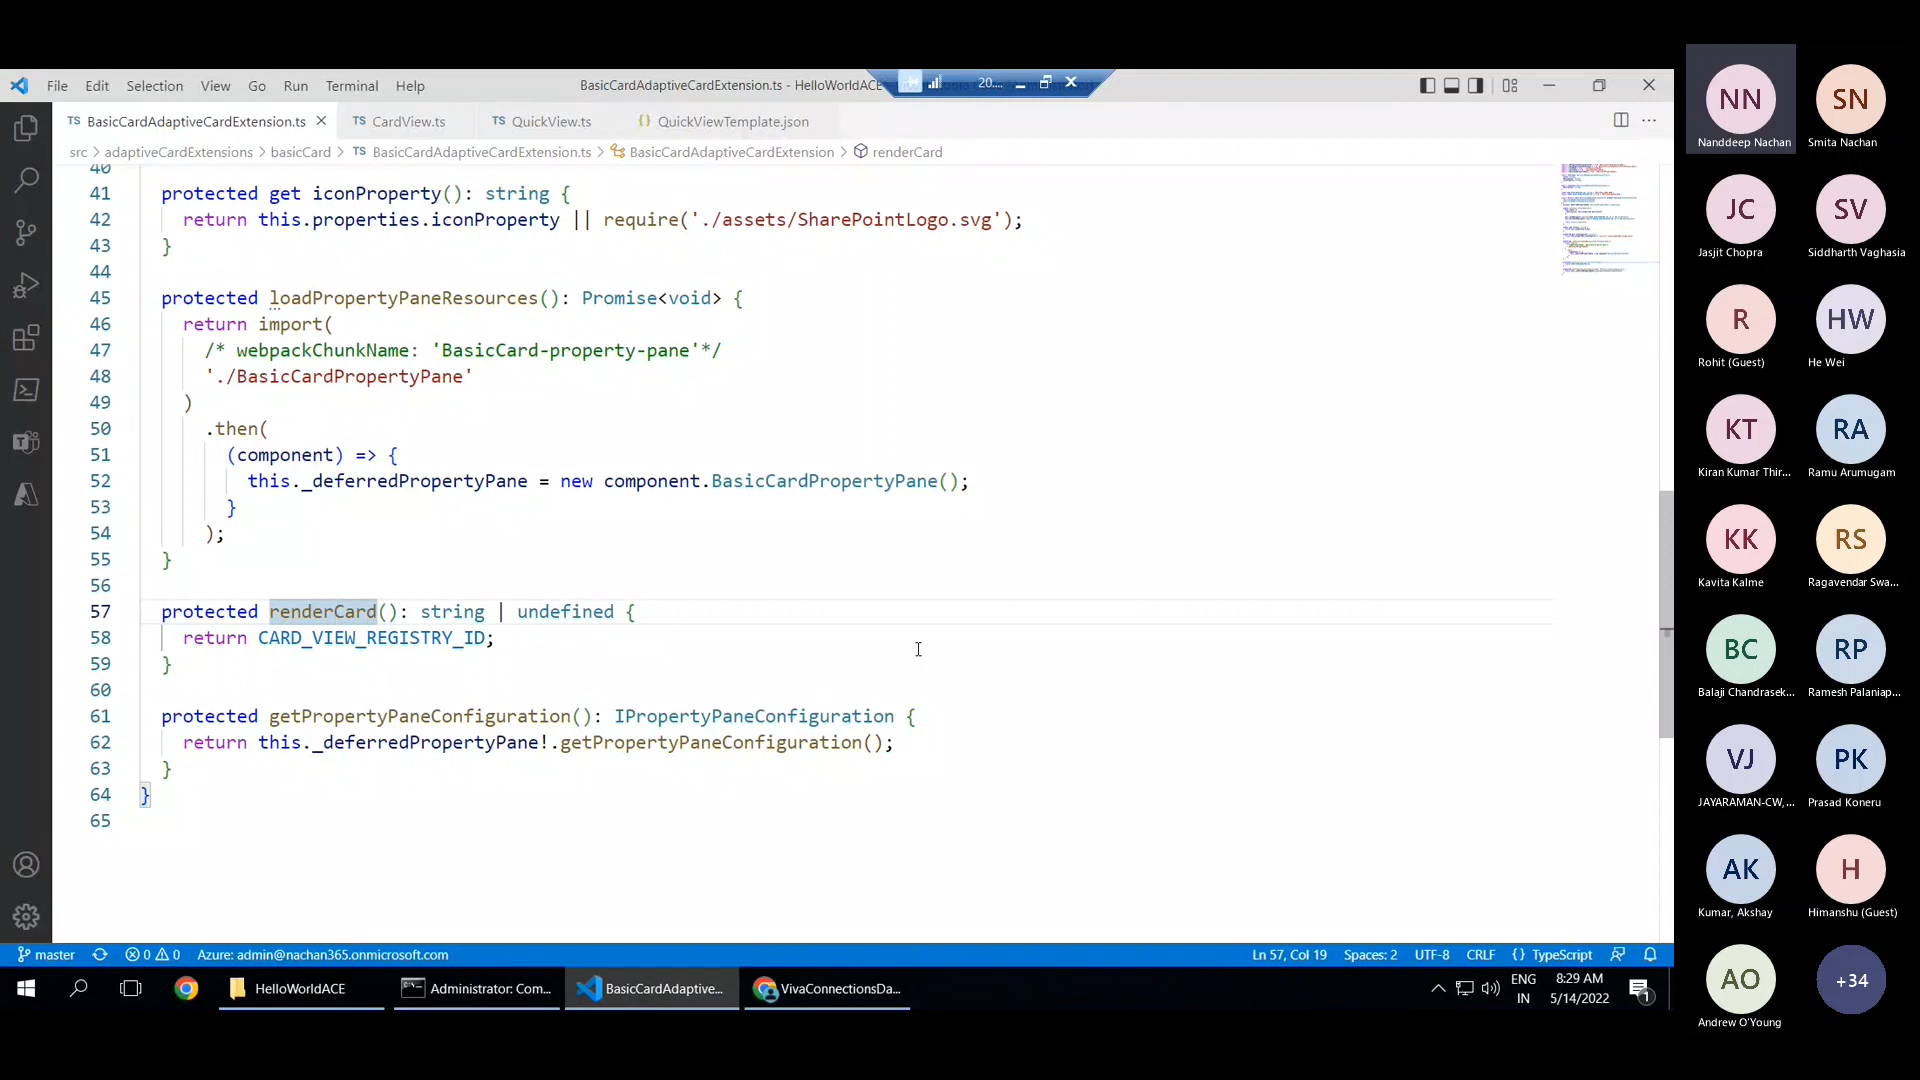 File Edit Selection View Go Run Terminal Help
BasicCardAdaptiveCardExtension.ts - HelloWorldACE
20...
TS BasicCardAdaptiveCardExtension.ts
TS CardView.ts
TS QuickView.ts
{} QuickViewTemplate.json
src > adaptiveCardExtensions > basicCard > TS BasicCardAdaptiveCardExtension.ts > BasicCardAdaptiveCardExtension > renderCard
40
41 protected get iconProperty(): string {
42 return this.properties.iconProperty || require('./assets/SharePointLogo.svg');
43 }
44
45 protected loadPropertyPaneResources(): Promise<void> {
46 return import(
47 /* webpackChunkName: 'BasicCard-property-pane'*/
48 './BasicCardPropertyPane'
49 )
50 .then(
51 (component) => {
52 this._deferredPropertyPane = new component.BasicCardPropertyPane();
53 }
54 );
55 }
56
57 protected renderCard(): string | undefined {
58 return CARD_VIEW_REGISTRY_ID;
59 }
60
61 protected getPropertyPaneConfiguration(): IPropertyPaneConfiguration {
62 return this._deferredPropertyPane!.getPropertyPaneConfiguration();
63 }
64 }
65
master 0 0 Azure: admin@nachan365.onmicrosoft.com
Ln 57, Col 19 Spaces: 2 UTF-8 CRLF {} TypeScript
HelloWorldACE
Administrator: Com...
BasicCardAdaptive...
VivaConnectionsDa...
ENG
IN
8:29 AM
5/14/2022
1
NN
Nanddeep Nachan
SN
Smita Nachan
JC
Jasjit Chopra
SV
Siddharth Vaghasia
R
Rohit (Guest)
HW
He Wei
KT
Kiran Kumar Thir...
RA
Ramu Arumugam
KK
Kavita Kalme
RS
Ragavendar Swa...
BC
Balaji Chandrasek...
RP
Ramesh Palaniap...
VJ
JAYARAMAN-CW,...
PK
Prasad Koneru
AK
Kumar, Akshay
H
Himanshu (Guest)
AO
Andrew O'Young
+34